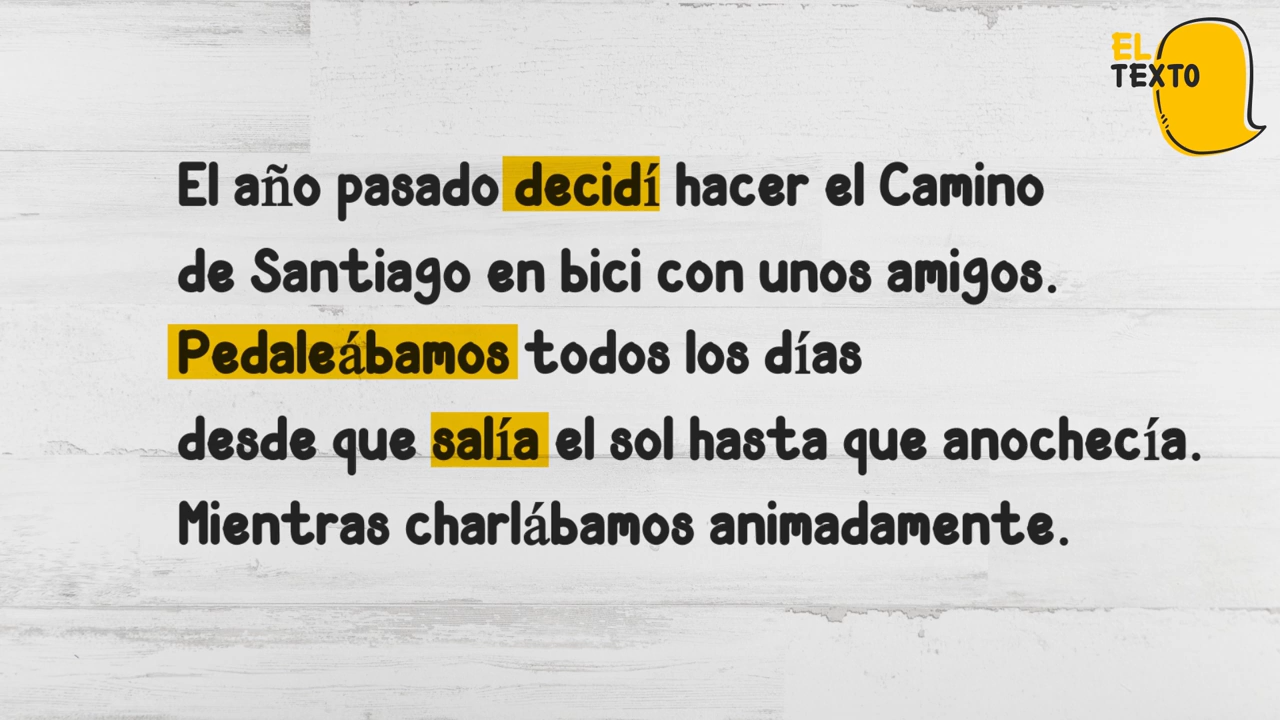 EL
TEXTO
El año pasado decidí hacer el Camino
de Santiago en bici con unos amigos.
Pedaleábamos todos los días
desde que salía el sol hasta que anochecía.
Mientras charlábamos animadamente.